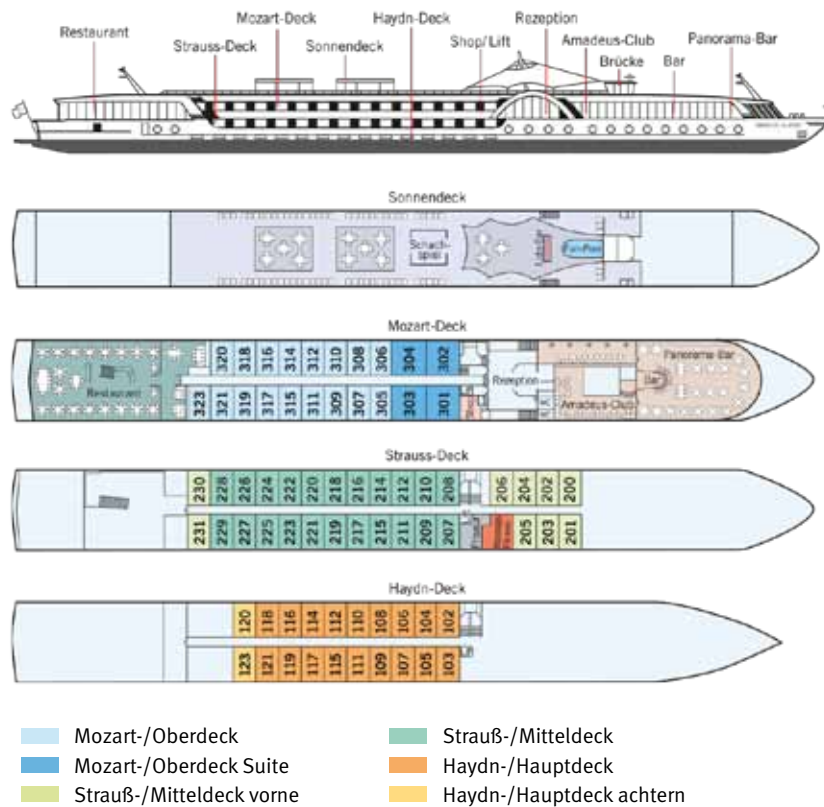 Restaurant
Strauss-Deck
Mozart-Deck
Sonnendeck
Haydn-Deck
Shop/Lift
Rezeption
Amadeus-Club
Brücke
Bar
Panorama-Bar
Sonnendeck
Schach-
spiel
Mozart-Deck
320 318 316 314 312 310 308 306 304 302
Restaurant
Rezeption
Amadeus-Club
Bar
Panorama-Bar
323 321 319 317 315 311 309 307 305 303 301
Strauss-Deck
230 228 226 224 222 220 218 216 214 212 210 208 206 204 202 200
231 229 227 225 223 221 219 217 215 211 209 207 205 203 201
Haydn-Deck
120 118 116 114 112 110 108 106 104 102
123 121 119 117 115 111 109 107 105 103
Lift
Mozart-/Oberdeck
Mozart-/Oberdeck Suite
Strauß-/Mitteldeck vorne
Strauß-/Mitteldeck
Haydn-/Hauptdeck
Haydn-/Hauptdeck achtern